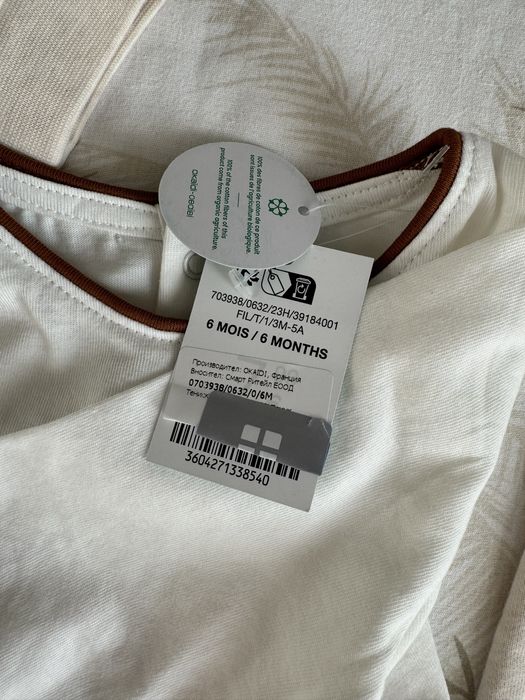 100% des fibres de coton de ce produit
sont issues de l'agriculture biologique.
100% of the cotton fibers of this
product come from organic agriculture.
OKAIDI-OBAIBI
703938/0632/23H/39184001
FIL/T/1/3M-5A
6 MOIS / 6 MONTHS
Производител: OKAIDI, Франция
Вносител: Смарт Ритейл ЕООД
0703938/0632/0/6M
3604271338540